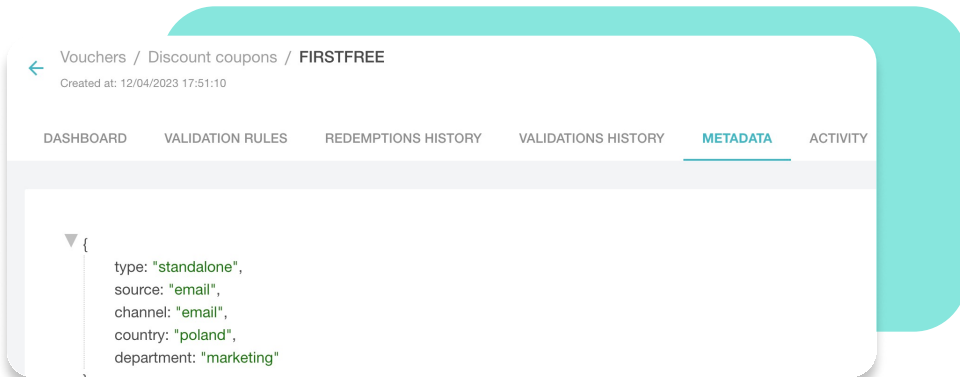 Vouchers / Discount coupons / FIRSTFREE
Created at: 12/04/2023 17:51:10
DASHBOARD VALIDATION RULES REDEMPTIONS HISTORY VALIDATIONS HISTORY METADATA ACTIVITY
{
type: "standalone",
source: "email",
channel: "email",
country: "poland",
department: "marketing"